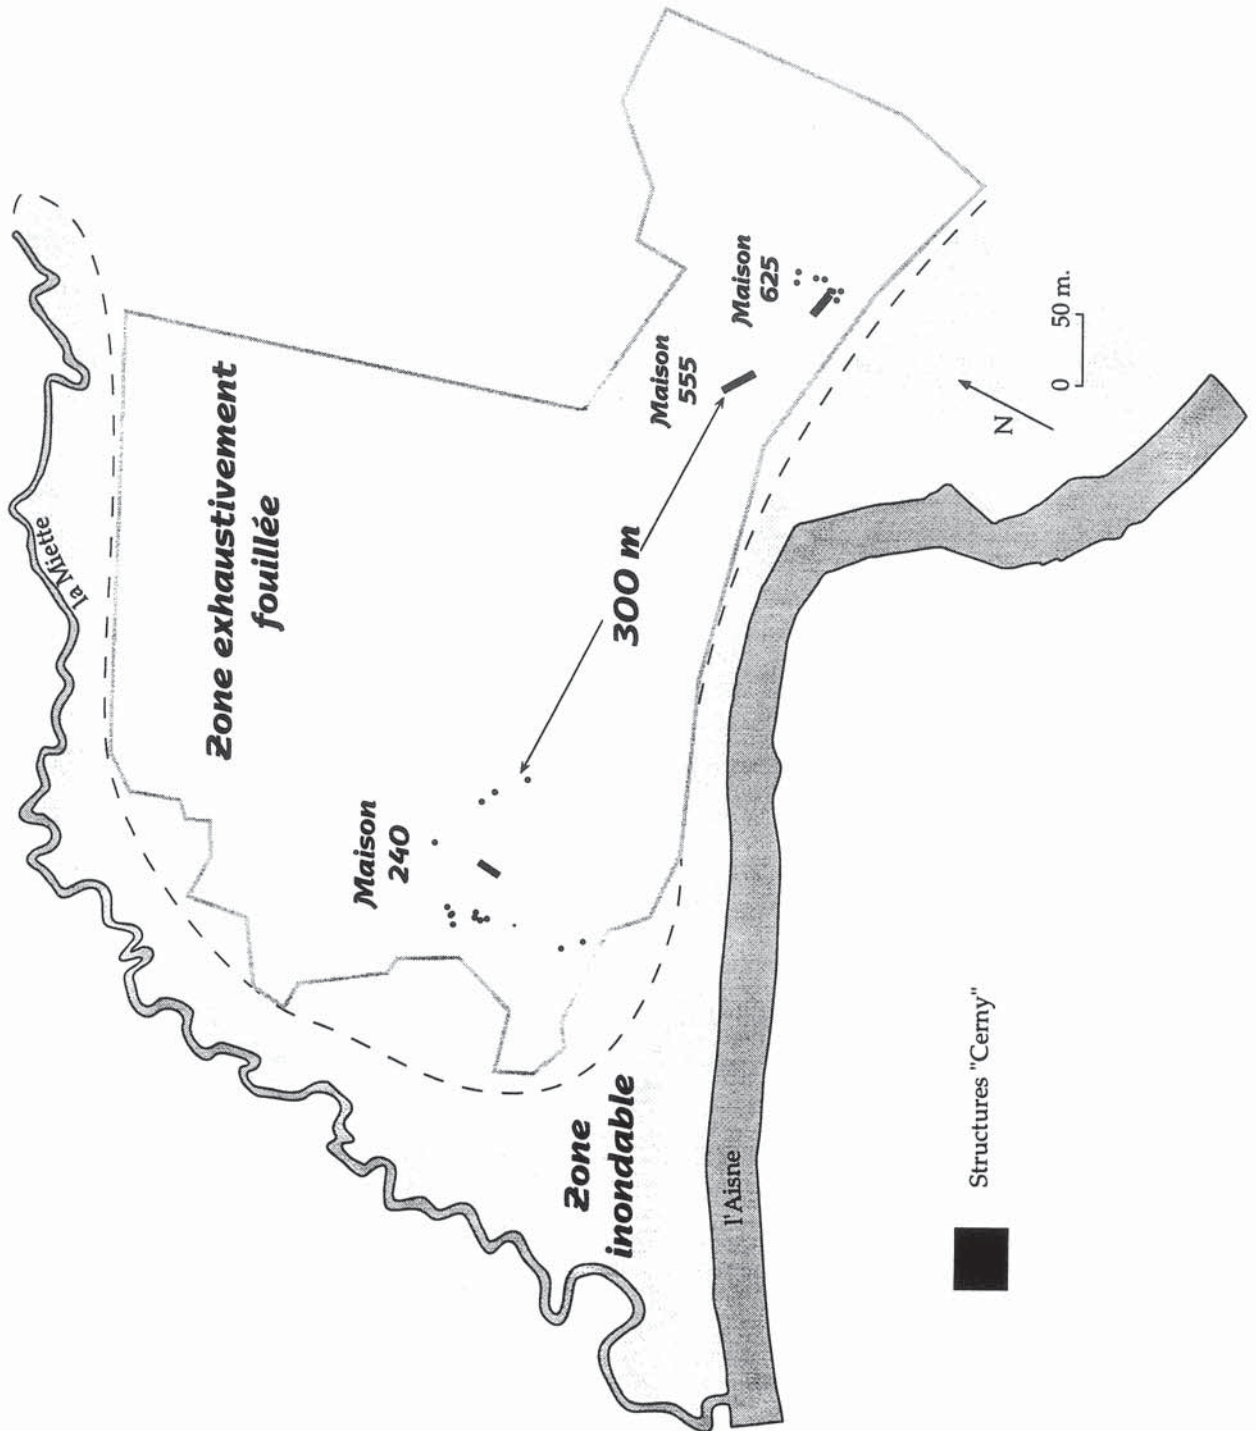 la Miette
Zone exhaustivement
fouillée
Maison
625
Maison
555
300 m
Maison
240
N
0 50 m.
Zone
inondable
l'Aisne
Structures "Cerny"